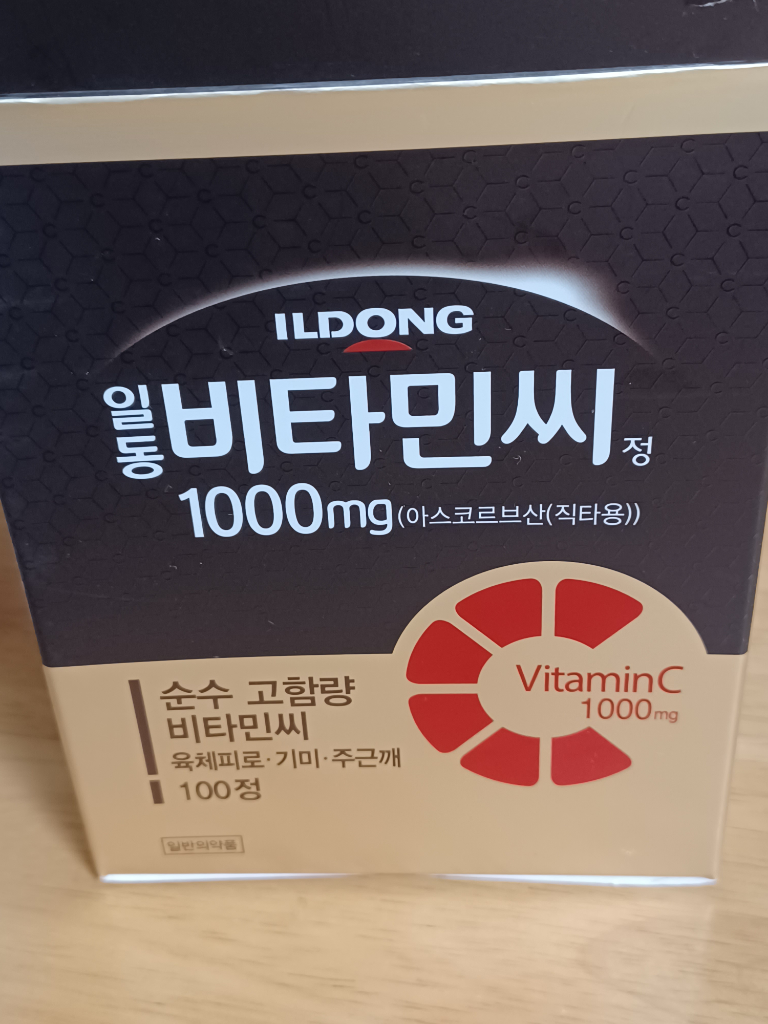 ILDONG
일동 비타민씨 정
1000mg(아스코르브산(직타용))
VitaminC
1000mg
순수 고함량
비타민씨
육체피로·기미·주근깨
100정
일반의약품